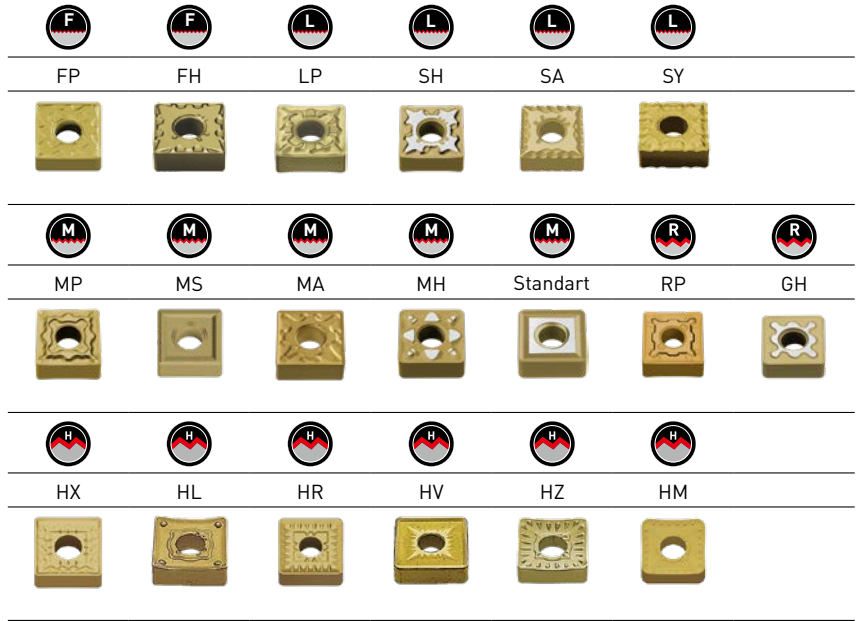 F F L L L L
FP FH LP SH SA SY
M M M M M R R
MP MS MA MH Standart RP GH
H H H H H H
HX HL HR HV HZ HM